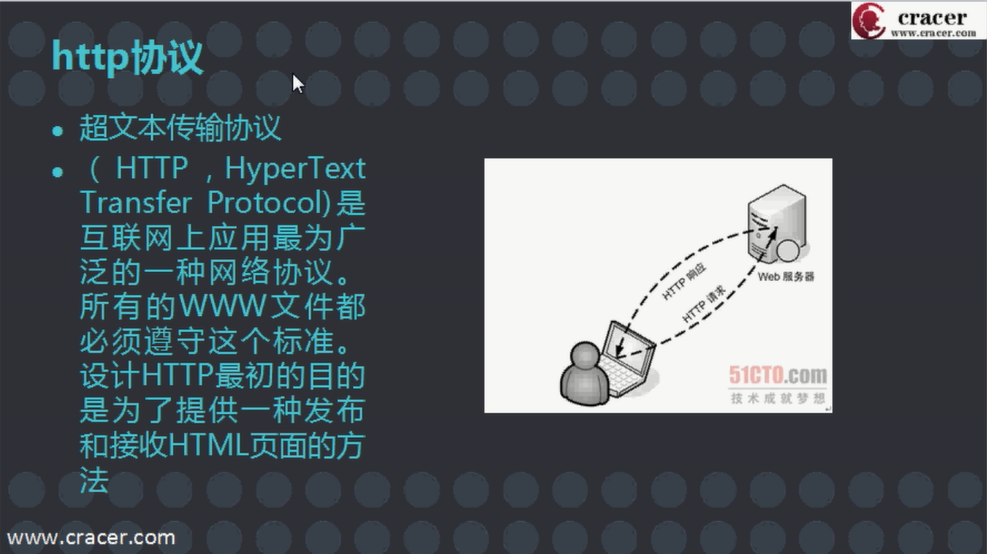 cracer
www.cracer.com
http协议
超文本传输协议
( HTTP , HyperText
Transfer Protocol)是
互联网上应用最为广
泛的一种网络协议。
所有的WWW文件都
必须遵守这个标准。
设计HTTP最初的目的
是为了提供一种发布
和接收HTML页面的方
法
Web 服务器
HTTP 响应
HTTP 请求
51CTO.com
技术成就梦想
www.cracer.com